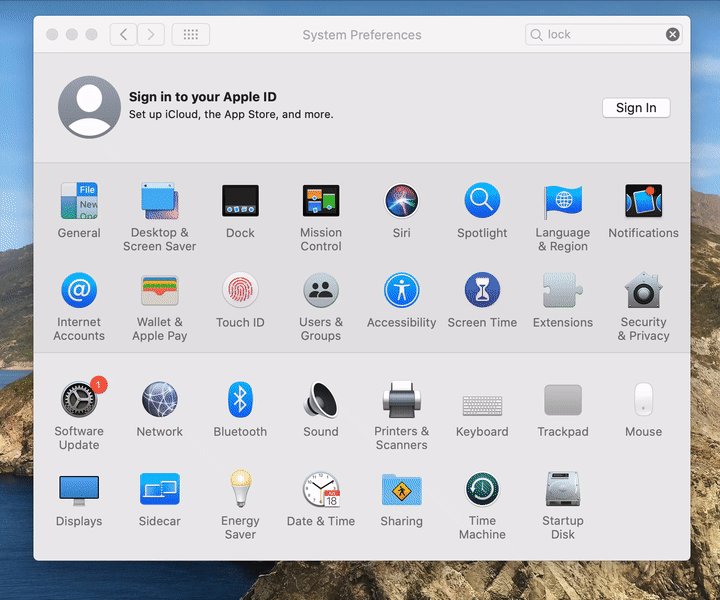 System Preferences
lock
Sign in to your Apple ID
Set up iCloud, the App Store, and more.
Sign In
File
New
General
Desktop &
Screen Saver
Dock
Mission
Control
Siri
Spotlight
Language
& Region
Notifications
Internet
Accounts
Wallet &
Apple Pay
Touch ID
Users &
Groups
Accessibility
Screen Time
Extensions
Security
& Privacy
1
Software
Update
Network
Bluetooth
Sound
Printers &
Scanners
Keyboard
Trackpad
Mouse
Displays
Sidecar
Energy
Saver
18
Date & Time
Sharing
Time
Machine
Startup
Disk